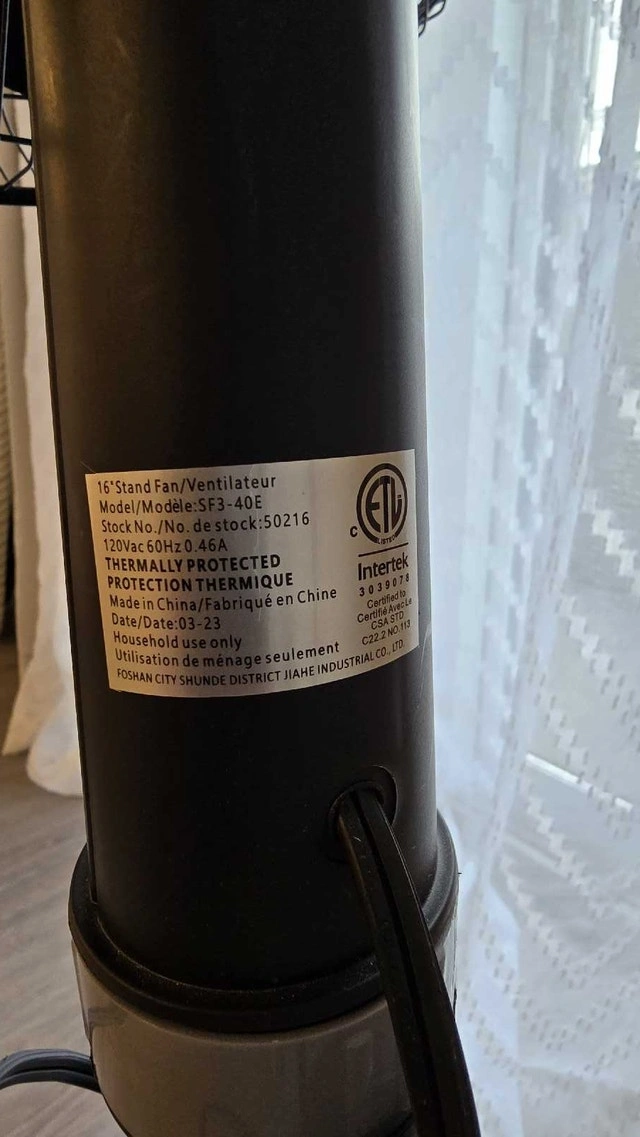 16"Stand Fan/Ventilateur
Model/Modèle:SF3-40E
Stock No./No. de stock:50216
120Vac 60Hz 0.46A
THERMALLY PROTECTED
PROTECTION THERMIQUE
Made in China/Fabriqué en Chine
Date/Date:03-23
Household use only
Utilisation de ménage seulement
FOSHAN CITY SHUNDE DISTRICT JIAHE INDUSTRIAL CO., LTD.
ETL
C
LISTED
Intertek
3039078
Certified to
Certifié Avec Le
CSA STD
C22.2 NO.113